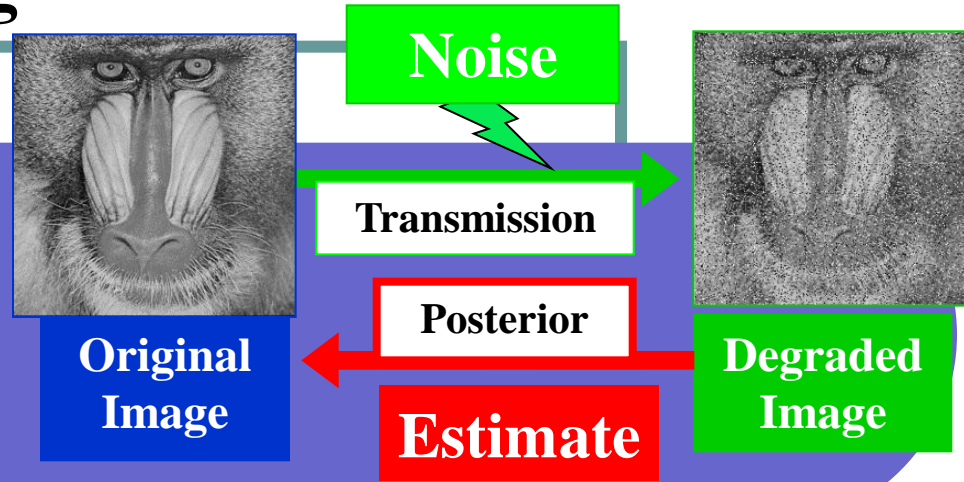 Noise
Transmission
Posterior
Original
Image
Degraded
Image
Estimate